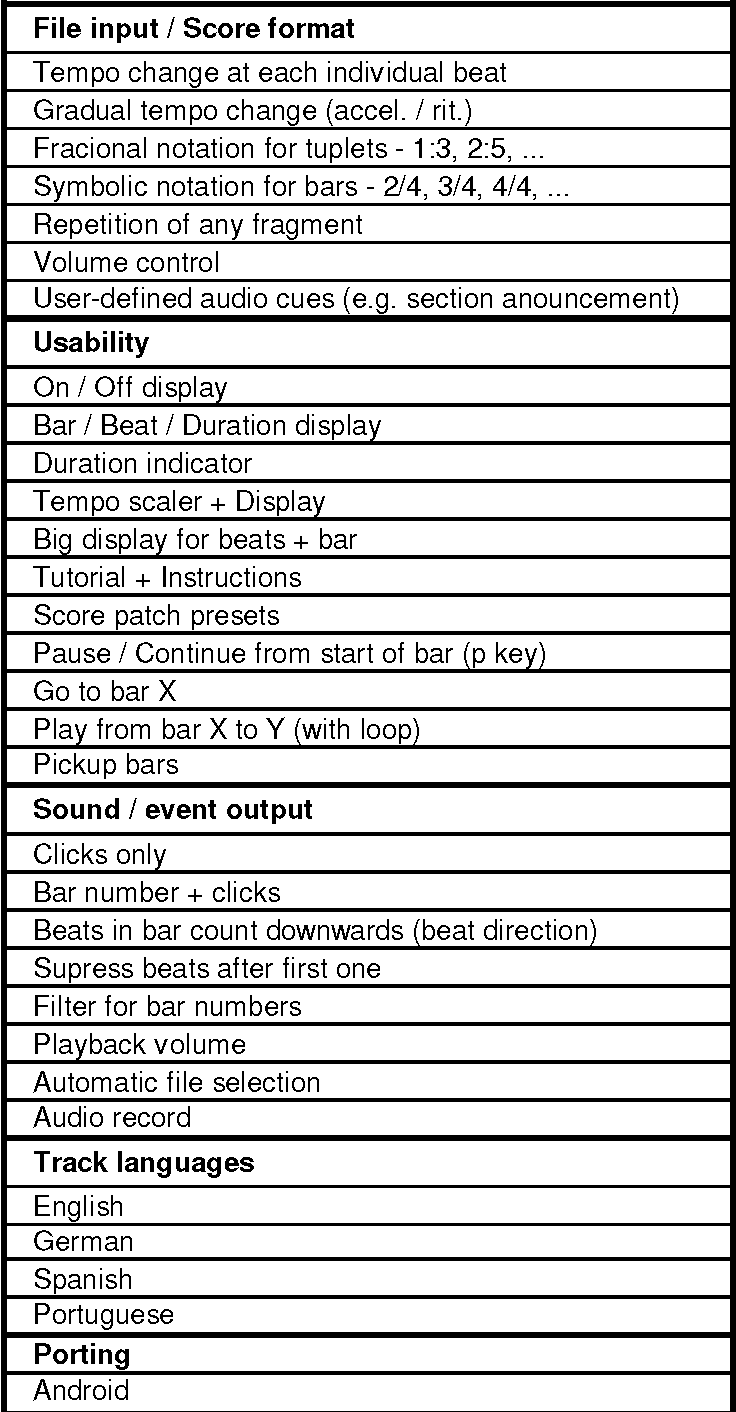 File input / Score format
Tempo change at each individual beat
Gradual tempo change (accel. / rit.)
Fracional notation for tuplets - 1:3, 2:5, ...
Symbolic notation for bars - 2/4, 3/4, 4/4, ...
Repetition of any fragment
Volume control
User-defined audio cues (e.g. section anouncement)
Usability
On / Off display
Bar / Beat / Duration display
Duration indicator
Tempo scaler + Display
Big display for beats + bar
Tutorial + Instructions
Score patch presets
Pause / Continue from start of bar (p key)
Go to bar X
Play from bar X to Y (with loop)
Pickup bars
Sound / event output
Clicks only
Bar number + clicks
Beats in bar count downwards (beat direction)
Supress beats after first one
Filter for bar numbers
Playback volume
Automatic file selection
Audio record
Track languages
English
German
Spanish
Portuguese
Porting
Android